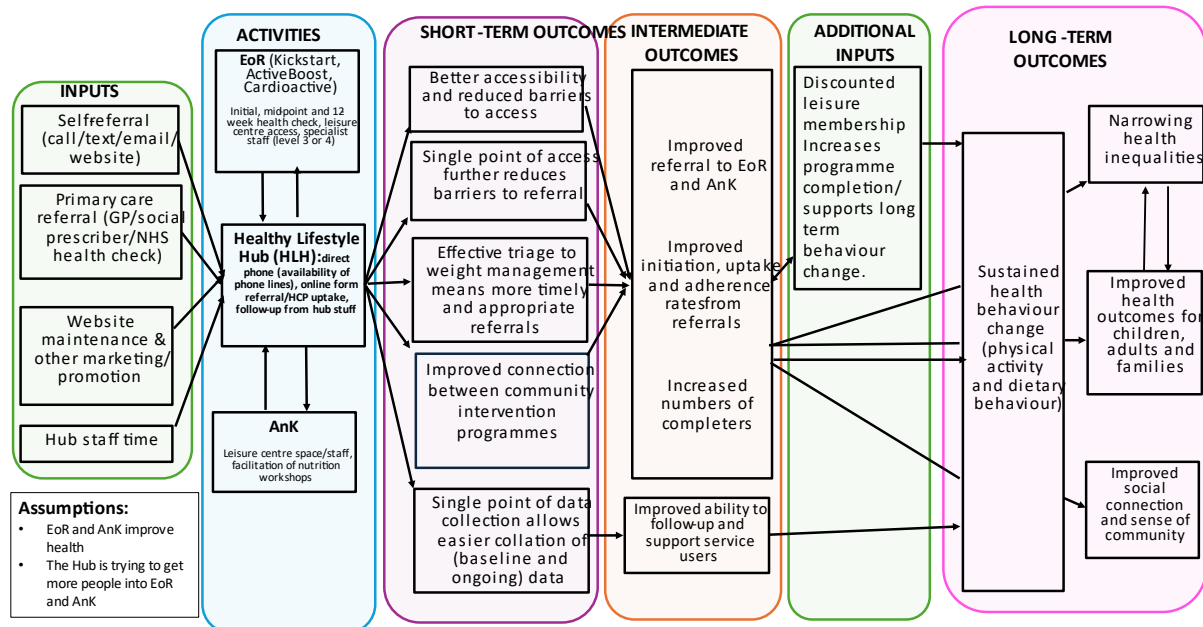 INPUTS
Selfreferral
(call/text/email/
website)
Primary care
referral (GP/social
prescriber/NHS
health check)
Website
maintenance &
other marketing/
promotion
Hub staff time
Assumptions:
• EoR and AnK improve
health
• The Hub is trying to get
more people into EoR
and AnK
ACTIVITIES
EoR (Kickstart,
ActiveBoost,
Cardioactive)
Initial, midpoint and 12
week health check, leisure
centre access, specialist
staff (level 3 or 4)
Healthy Lifestyle
Hub (HLH):direct
phone (availability of
phone lines), online form
referral/HCP uptake,
follow-up from hub stuff
AnK
Leisure centre space/staff,
facilitation of nutrition
workshops
SHORT -TERM OUTCOMES
Better accessibility
and reduced barriers
to access
Single point of access
further reduces
barriers to referral
Effective triage to
weight management
means more timely
and appropriate
referrals
Improved connection
between community
intervention
programmes
Single point of data
collection allows
easier collation of
(baseline and
ongoing) data
INTERMEDIATE
OUTCOMES
Improved
referral to EoR
and AnK
Improved
initiation, uptake
and adherence
ratesfrom
referrals
Increased
numbers of
completers
Improved ability to
follow-up and
support service
users
ADDITIONAL
INPUTS
Discounted
leisure
membership
Increases
programme
completion/
supports long-
term
behaviour
change.
LONG -TERM
OUTCOMES
Sustained
health
behaviour
change
(physical
activity
and dietary
behaviour)
Narrowing
health
inequalities
Improved
health
outcomes for
children,
adults and
families
Improved
social
connection
and sense of
community